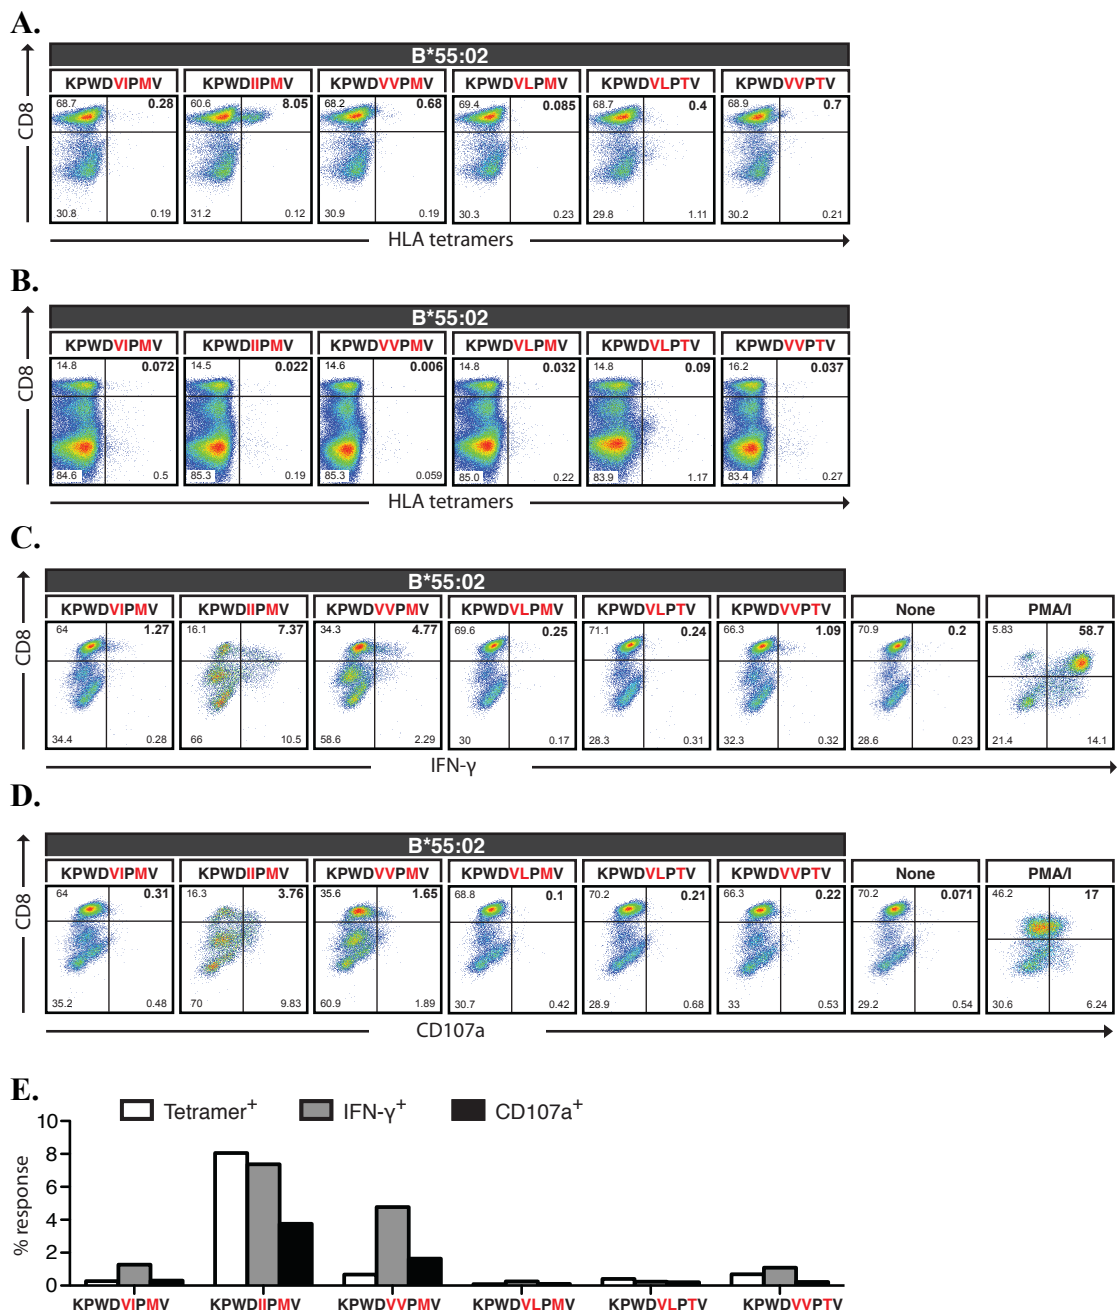 A.
B*55:02
KPWDVIPMV KPWDIIPMV KPWDVVPMV KPWDVLPMV KPWDVLPTV KPWDVVPTV
68.7 0.28 60.6 8.05 68.2 0.68 69.4 0.085 68.7 0.4 68.9 0.7
CD8
30.8 0.19 31.2 0.12 30.9 0.19 30.3 0.23 29.8 1.11 30.2 0.21
HLA tetramers
B.
B*55:02
KPWDVIPMV KPWDIIPMV KPWDVVPMV KPWDVLPMV KPWDVLPTV KPWDVVPTV
14.8 0.072 14.5 0.022 14.6 0.006 14.8 0.032 14.8 0.09 16.2 0.037
CD8
84.6 0.5 85.3 0.19 85.3 0.059 85.0 0.22 83.9 1.17 83.4 0.27
HLA tetramers
C.
B*55:02
KPWDVIPMV KPWDIIPMV KPWDVVPMV KPWDVLPMV KPWDVLPTV KPWDVVPTV None PMA/I
64 1.27 16.1 7.37 34.3 4.77 69.6 0.25 71.1 0.24 66.3 1.09 70.9 0.2 5.83 58.7
CD8
34.4 0.28 66 10.5 58.6 2.29 30 0.17 28.3 0.31 32.3 0.32 28.6 0.23 21.4 14.1
IFN-γ
D.
B*55:02
KPWDVIPMV KPWDIIPMV KPWDVVPMV KPWDVLPMV KPWDVLPTV KPWDVVPTV None PMA/I
64 0.31 16.3 3.76 35.6 1.65 68.8 0.1 70.2 0.21 66.3 0.22 70.2 0.071 46.2 17
CD8
35.2 0.48 70 9.83 60.9 1.89 30.7 0.42 28.9 0.68 33 0.53 29.2 0.54 30.6 6.24
CD107a
E.
Tetramer+ IFN-γ+ CD107a+
% response
10
8
6
4
2
0
KPWDVIPMV KPWDIIPMV KPWDVVPMV KPWDVLPMV KPWDVLPTV KPWDVVPTV